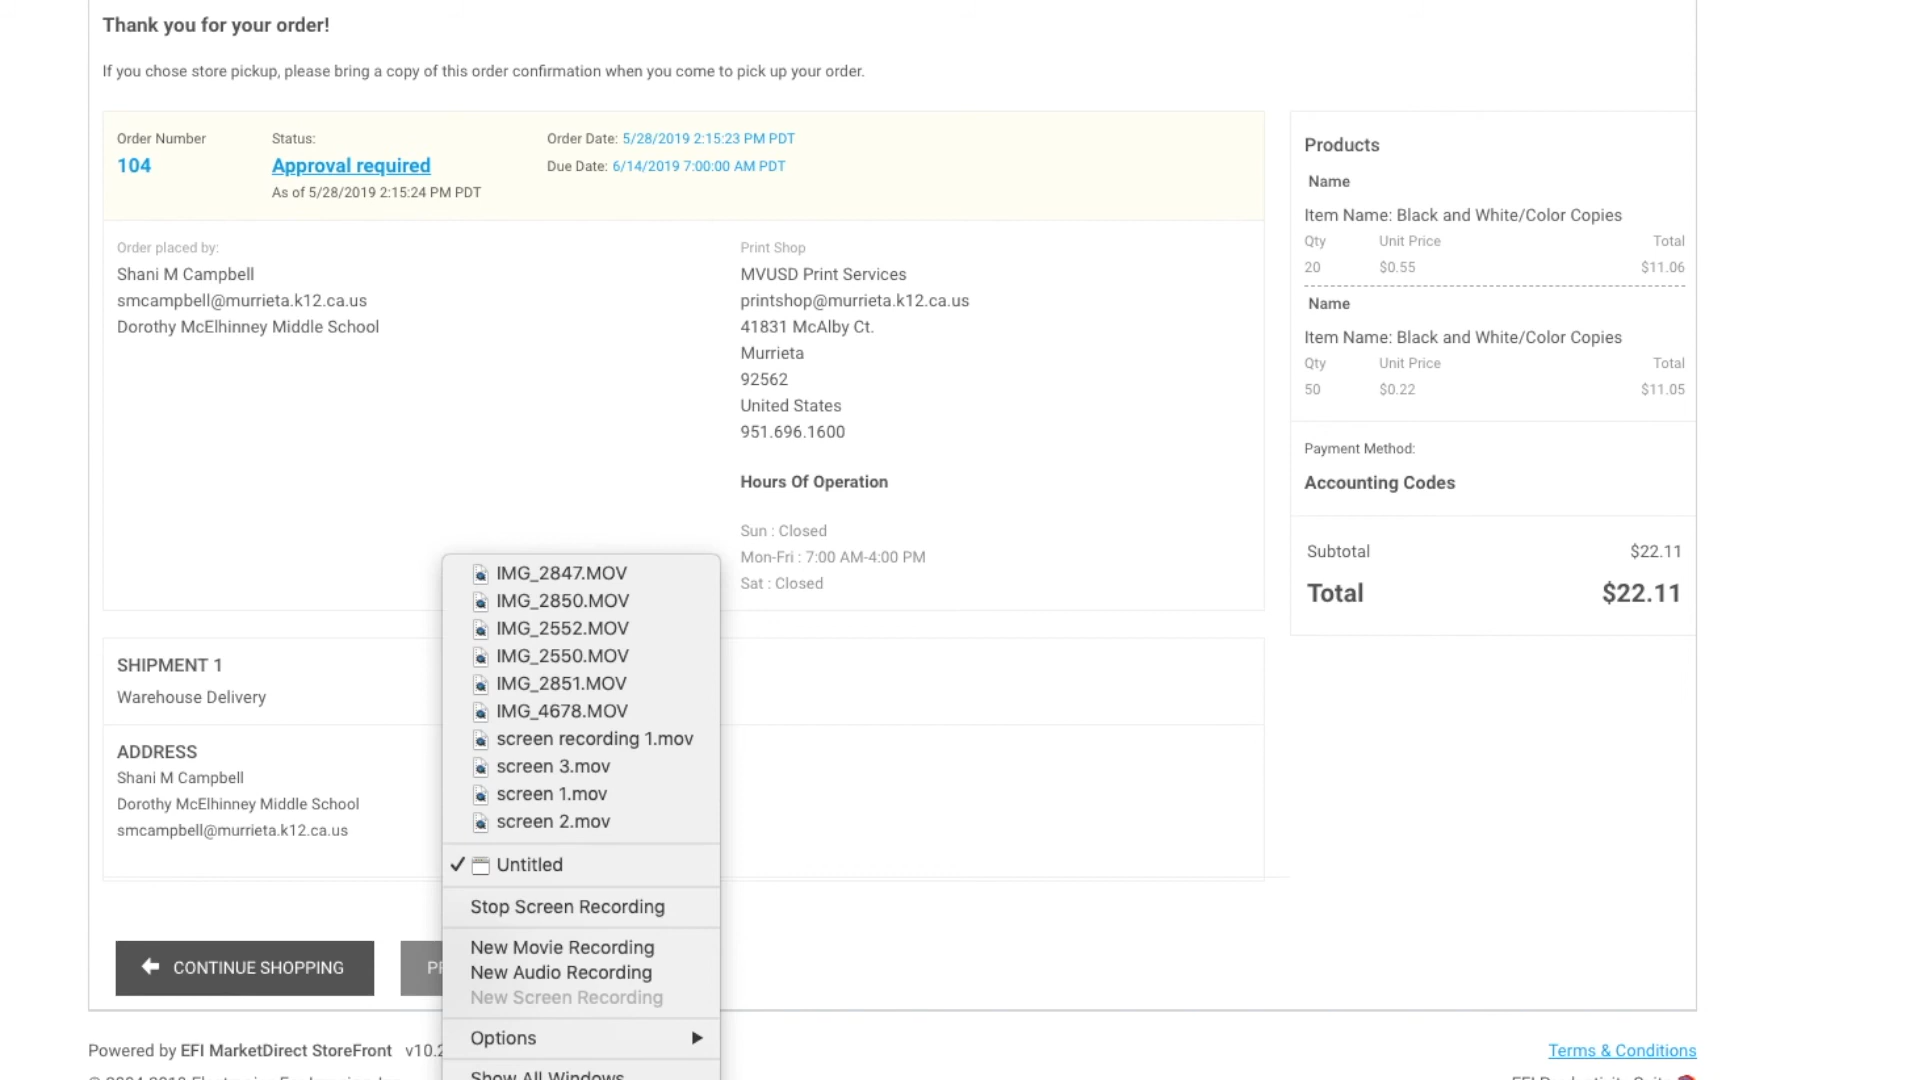 Thank you for your order!
If you chose store pickup, please bring a copy of this order confirmation when you come to pick up your order.
Order Number
104
Status:
Approval required
As of 5/28/2019 2:15:24 PM PDT
Order Date: 5/28/2019 2:15:23 PM PDT
Due Date: 6/14/2019 7:00:00 AM PDT
Order placed by:
Shani M Campbell
smcampbell@murrieta.k12.ca.us
Dorothy McElhinney Middle School
Print Shop
MVUSD Print Services
printshop@murrieta.k12.ca.us
41831 McAlby Ct.
Murrieta
92562
United States
951.696.1600
Hours Of Operation
Sun : Closed
Mon-Fri : 7:00 AM-4:00 PM
Sat : Closed
Products
Name
Item Name: Black and White/Color Copies
Qty Unit Price Total
20 $0.55 $11.06
Name
Item Name: Black and White/Color Copies
Qty Unit Price Total
50 $0.22 $11.05
Payment Method:
Accounting Codes
Subtotal $22.11
Total $22.11
SHIPMENT 1
Warehouse Delivery
ADDRESS
Shani M Campbell
Dorothy McElhinney Middle School
smcampbell@murrieta.k12.ca.us
IMG_2847.MOV
IMG_2850.MOV
IMG_2552.MOV
IMG_2550.MOV
IMG_2851.MOV
IMG_4678.MOV
screen recording 1.mov
screen 3.mov
screen 1.mov
screen 2.mov
✓ Untitled
Stop Screen Recording
New Movie Recording
New Audio Recording
New Screen Recording
Options
Show All Windows
CONTINUE SHOPPING
Powered by EFI MarketDirect StoreFront v10.2
Terms & Conditions